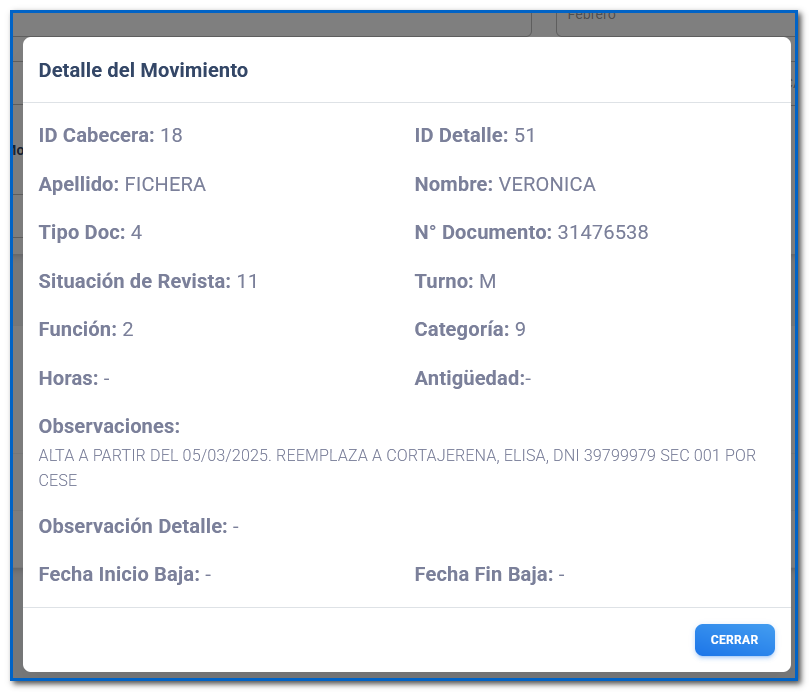 Febrero
Detalle del Movimiento
ID Cabecera: 18
ID Detalle: 51
Apellido: FICHERA
Nombre: VERONICA
Tipo Doc: 4
N° Documento: 31476538
Situación de Revista: 11
Turno: M
Función: 2
Categoría: 9
Horas: -
Antigüedad:-
Observaciones:
ALTA A PARTIR DEL 05/03/2025. REEMPLAZA A CORTAJERENA, ELISA, DNI 39799979 SEC 001 POR
CESE
Observación Detalle: -
Fecha Inicio Baja: -
Fecha Fin Baja: -
CERRAR